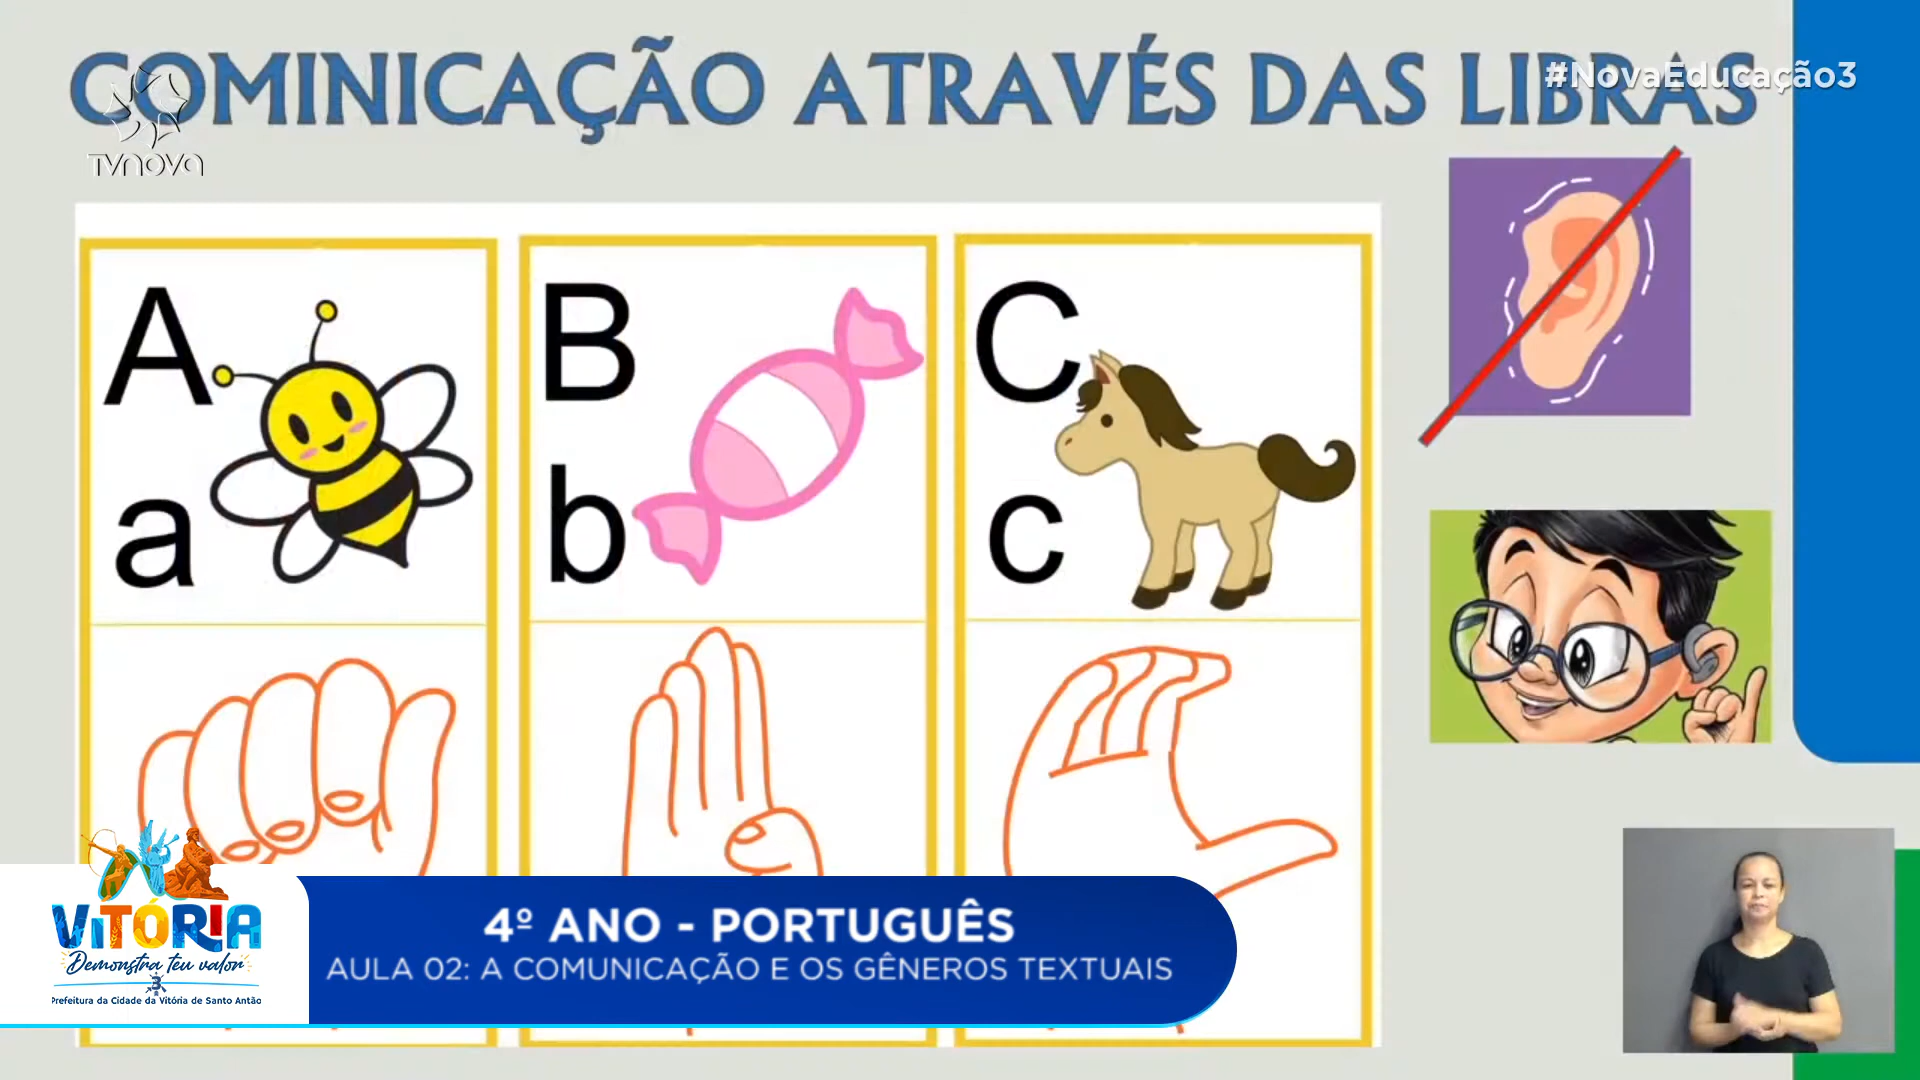 COMINICAÇÃO ATRAVÉS DAS LIBRAS
#NovaEducação3
TVNOVA
A
a
B
b
C
c
4º ANO - PORTUGUÊS
AULA 02: A COMUNICAÇÃO E OS GÊNEROS TEXTUAIS
VITÓRIA
Demonstra teu valor
Prefeitura da Cidade da Vitória de Santo Antão